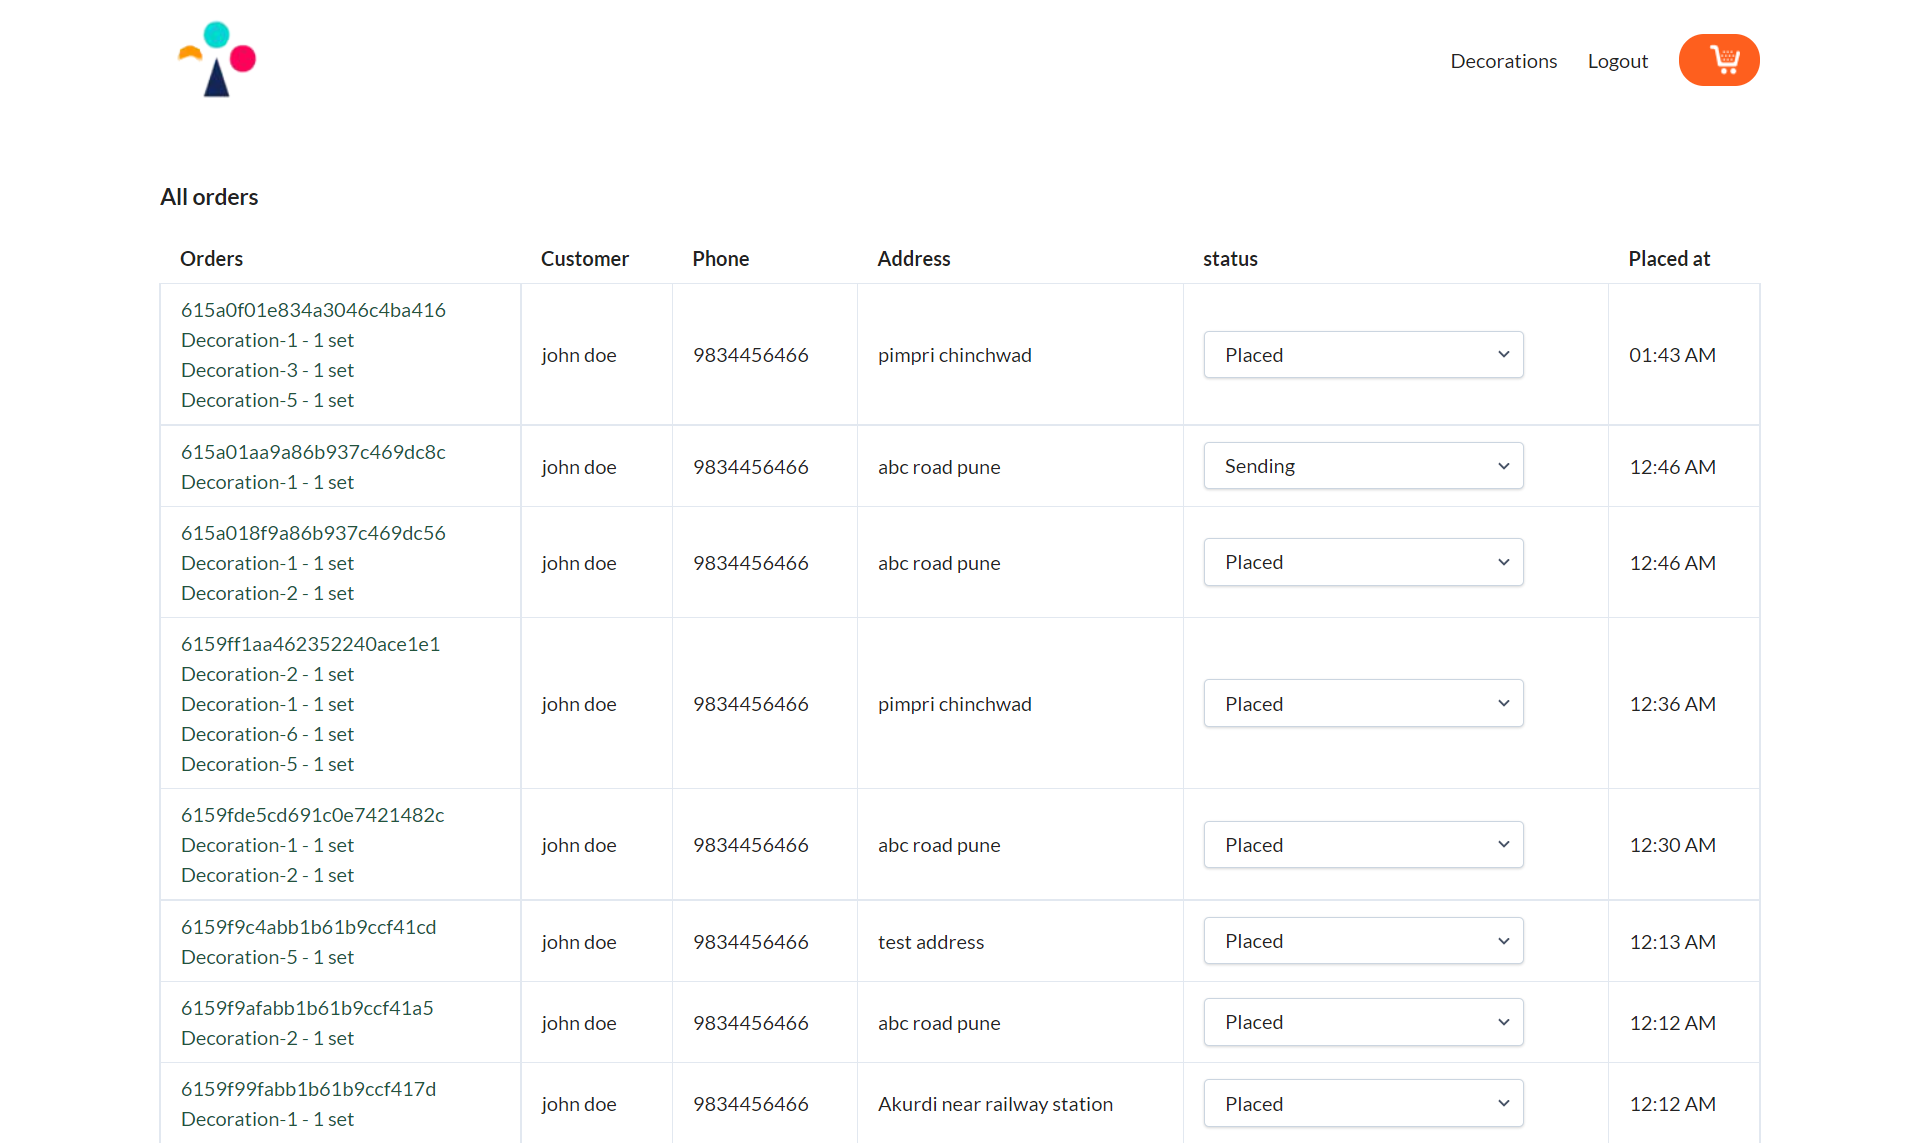 Decorations
Logout
All orders
Orders Customer Phone Address status Placed at
615a0f01e834a3046c4ba416
Decoration-1 - 1 set
Decoration-3 - 1 set
Decoration-5 - 1 set
john doe
9834456466
pimpri chinchwad
Placed
01:43 AM
615a01aa9a86b937c469dc8c
Decoration-1 - 1 set
john doe
9834456466
abc road pune
Sending
12:46 AM
615a018f9a86b937c469dc56
Decoration-1 - 1 set
Decoration-2 - 1 set
john doe
9834456466
abc road pune
Placed
12:46 AM
6159ff1aa462352240ace1e1
Decoration-2 - 1 set
Decoration-1 - 1 set
Decoration-6 - 1 set
Decoration-5 - 1 set
john doe
9834456466
pimpri chinchwad
Placed
12:36 AM
6159fde5cd691c0e7421482c
Decoration-1 - 1 set
Decoration-2 - 1 set
john doe
9834456466
abc road pune
Placed
12:30 AM
6159f9c4abb1b61b9ccf41cd
Decoration-5 - 1 set
john doe
9834456466
test address
Placed
12:13 AM
6159f9afabb1b61b9ccf41a5
Decoration-2 - 1 set
john doe
9834456466
abc road pune
Placed
12:12 AM
6159f99fabb1b61b9ccf417d
Decoration-1 - 1 set
john doe
9834456466
Akurdi near railway station
Placed
12:12 AM